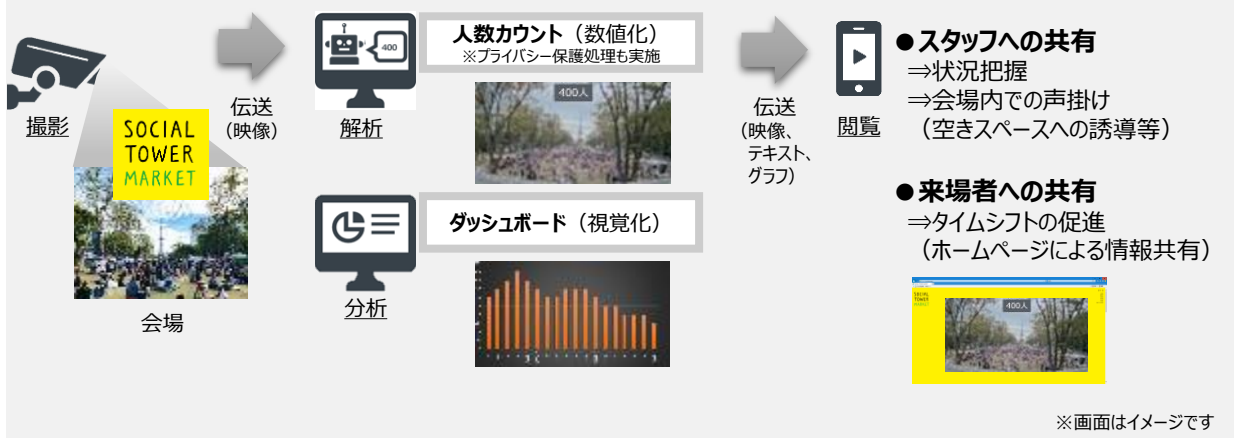 撮影
SOCIAL
TOWER
MARKET
会場
伝送
(映像)
400
解析
人数カウント（数値化）
※プライバシー保護処理も実施
400人
分析
ダッシュボード（視覚化）
伝送
(映像、
テキスト、
グラフ)
閲覧
●スタッフへの共有
⇒状況把握
⇒会場内での声掛け
（空きスペースへの誘導等）
●来場者への共有
⇒タイムシフトの促進
（ホームページによる情報共有）
SOCIAL
TOWER
MARKET
400人
※画面はイメージです